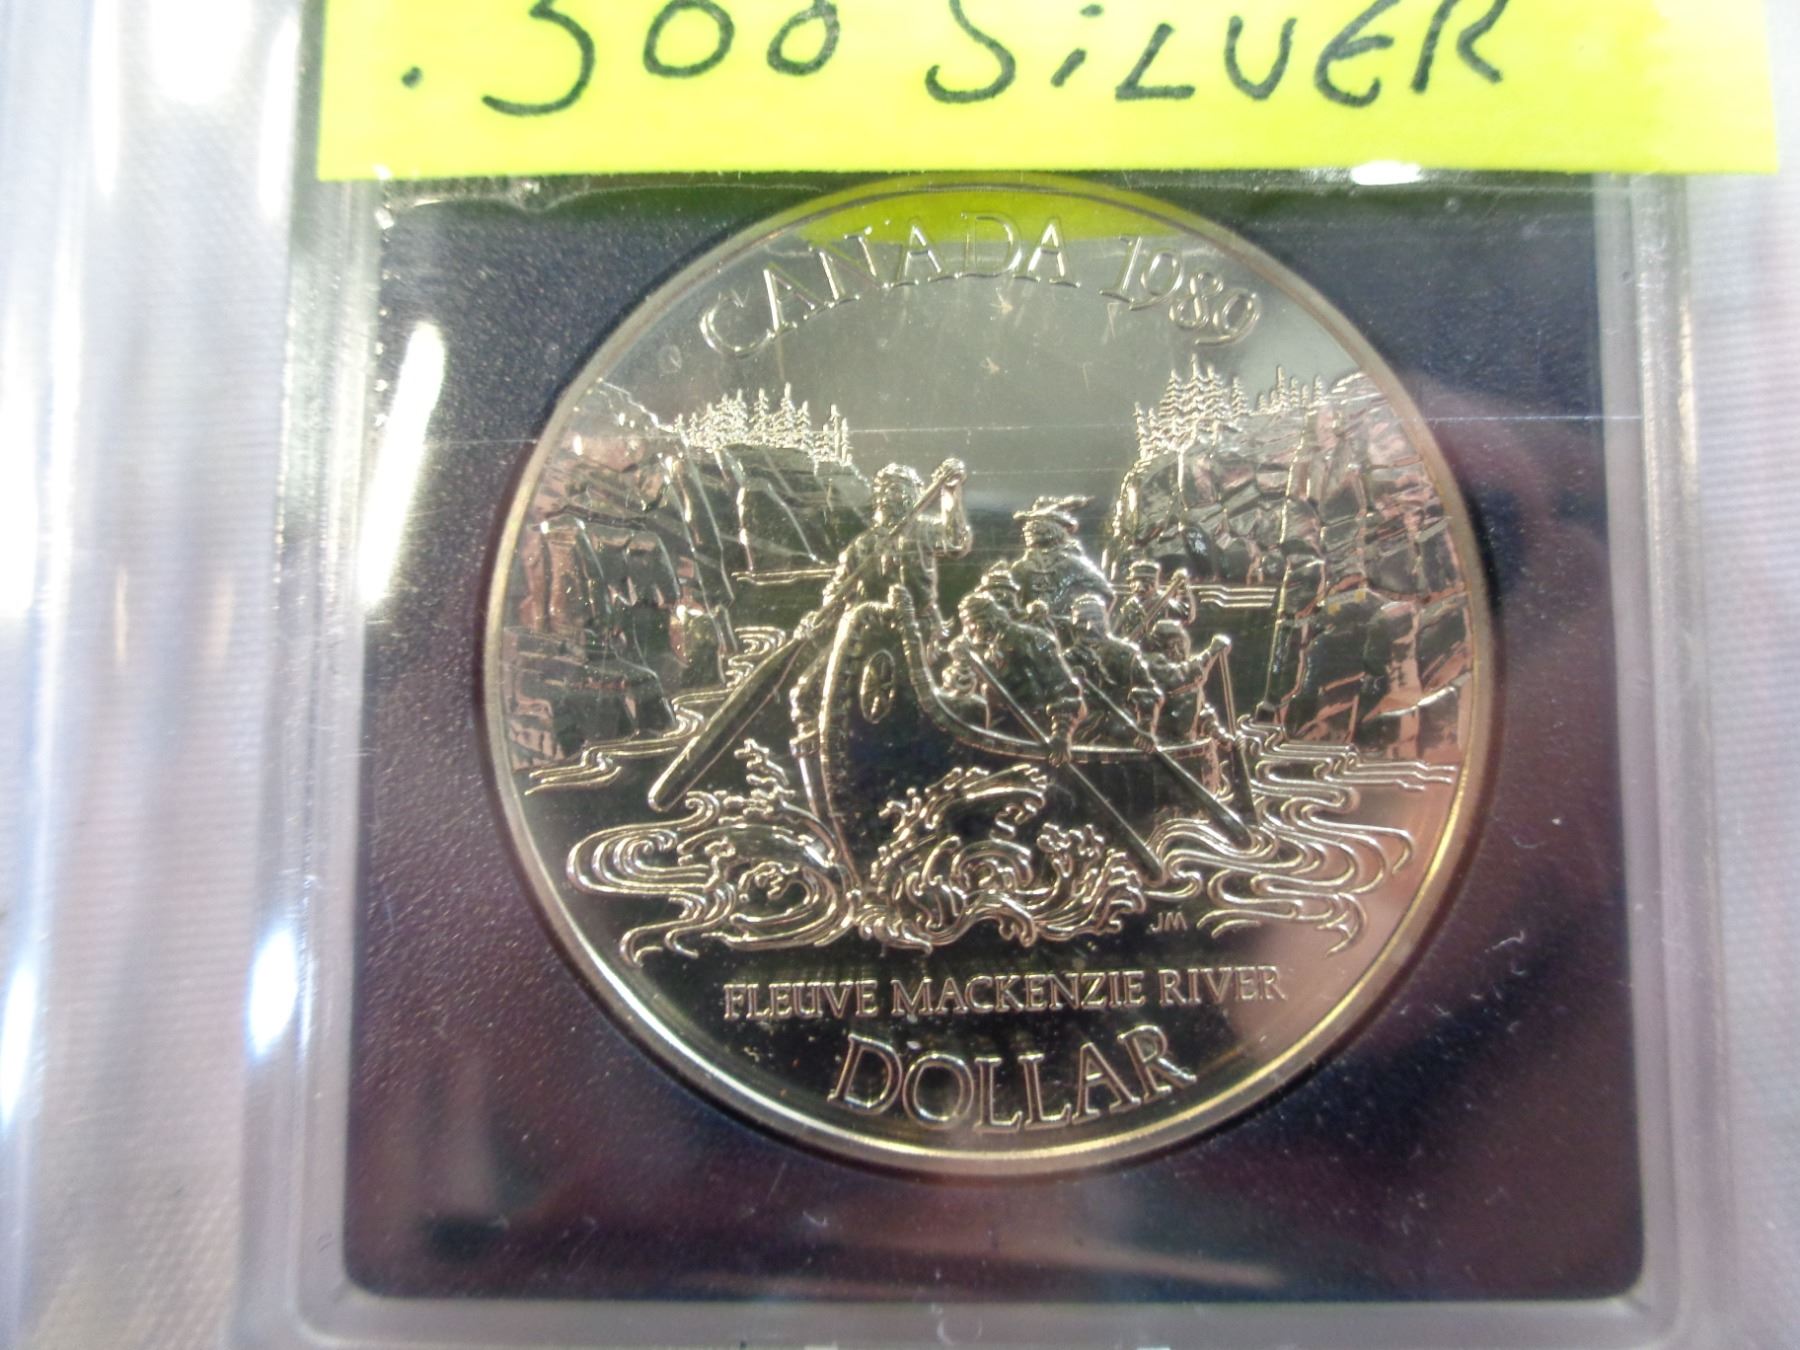 .500 SILVER
CANADA 1989
JM
FLEUVE MACKENZIE RIVER
DOLLAR